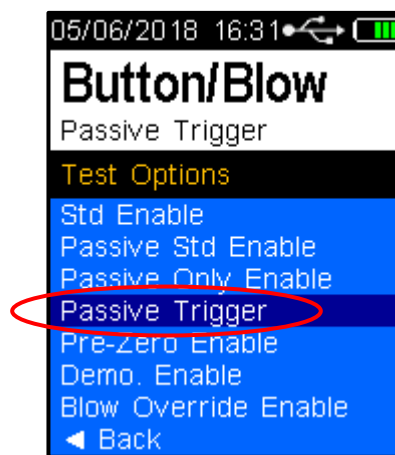 05/06/2018 16:31
Button/Blow
Passive Trigger
Test Options
Std Enable
Passive Std Enable
Passive Only Enable
Passive Trigger
Pre-Zero Enable
Demo. Enable
Blow Override Enable
◄ Back